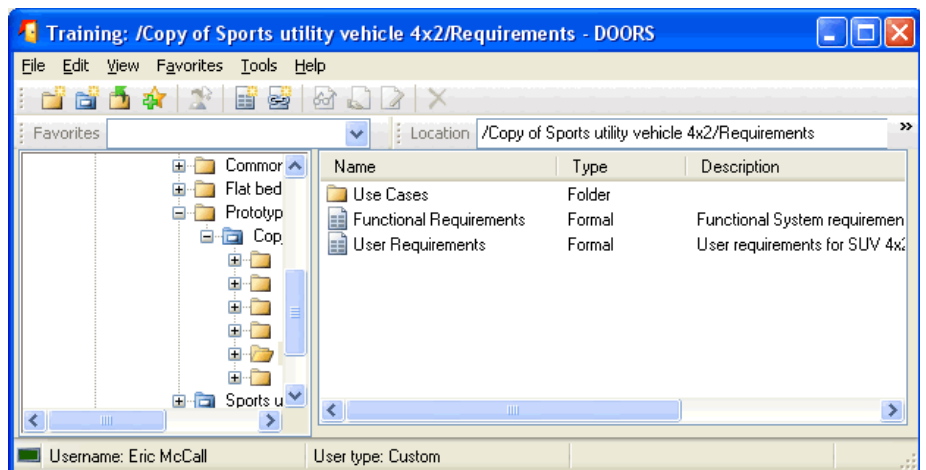 Training: /Copy of Sports utility vehicle 4x2/Requirements - DOORS
File Edit View Favorites Tools Help
Favorites Location /Copy of Sports utility vehicle 4x2/Requirements »
Name Type Description
Common
Flat bed
Prototyp
Cop
Sports u
Use Cases Folder
Functional Requirements Formal Functional System requiremen
User Requirements Formal User requirements for SUV 4x2
Username: Eric McCall User type: Custom